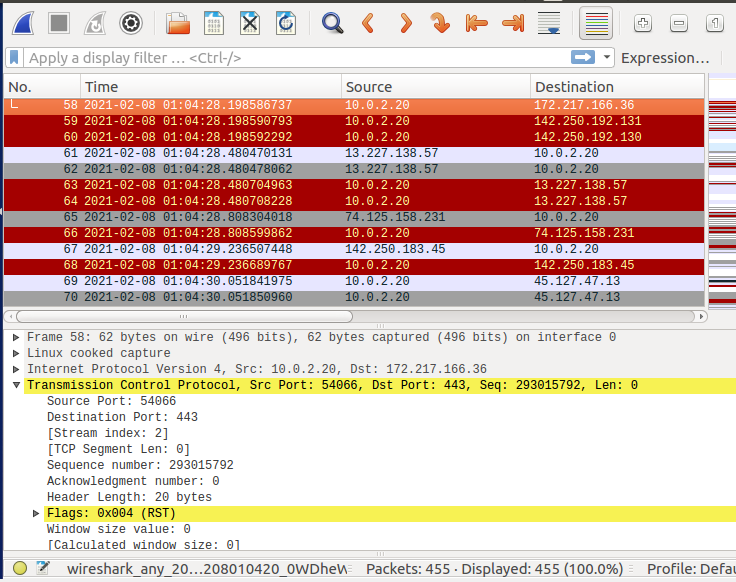 Apply a display filter … <Ctrl-/> Expression…
No. Time Source Destination
58 2021-02-08 01:04:28.198586737 10.0.2.20 172.217.166.36
59 2021-02-08 01:04:28.198590793 10.0.2.20 142.250.192.131
60 2021-02-08 01:04:28.198592292 10.0.2.20 142.250.192.130
61 2021-02-08 01:04:28.480470131 13.227.138.57 10.0.2.20
62 2021-02-08 01:04:28.480478062 13.227.138.57 10.0.2.20
63 2021-02-08 01:04:28.480704963 10.0.2.20 13.227.138.57
64 2021-02-08 01:04:28.480708228 10.0.2.20 13.227.138.57
65 2021-02-08 01:04:28.808304018 74.125.158.231 10.0.2.20
66 2021-02-08 01:04:28.808599862 10.0.2.20 74.125.158.231
67 2021-02-08 01:04:29.236507448 142.250.183.45 10.0.2.20
68 2021-02-08 01:04:29.236689767 10.0.2.20 142.250.183.45
69 2021-02-08 01:04:30.051841975 10.0.2.20 45.127.47.13
70 2021-02-08 01:04:30.051850960 10.0.2.20 45.127.47.13
Frame 58: 62 bytes on wire (496 bits), 62 bytes captured (496 bits) on interface 0
Linux cooked capture
Internet Protocol Version 4, Src: 10.0.2.20, Dst: 172.217.166.36
Transmission Control Protocol, Src Port: 54066, Dst Port: 443, Seq: 293015792, Len: 0
Source Port: 54066
Destination Port: 443
[Stream index: 2]
[TCP Segment Len: 0]
Sequence number: 293015792
Acknowledgment number: 0
Header Length: 20 bytes
Flags: 0x004 (RST)
Window size value: 0
[Calculated window size: 0]
wireshark_any_20…208010420_0WDheW Packets: 455 · Displayed: 455 (100.0%) Profile: Defau